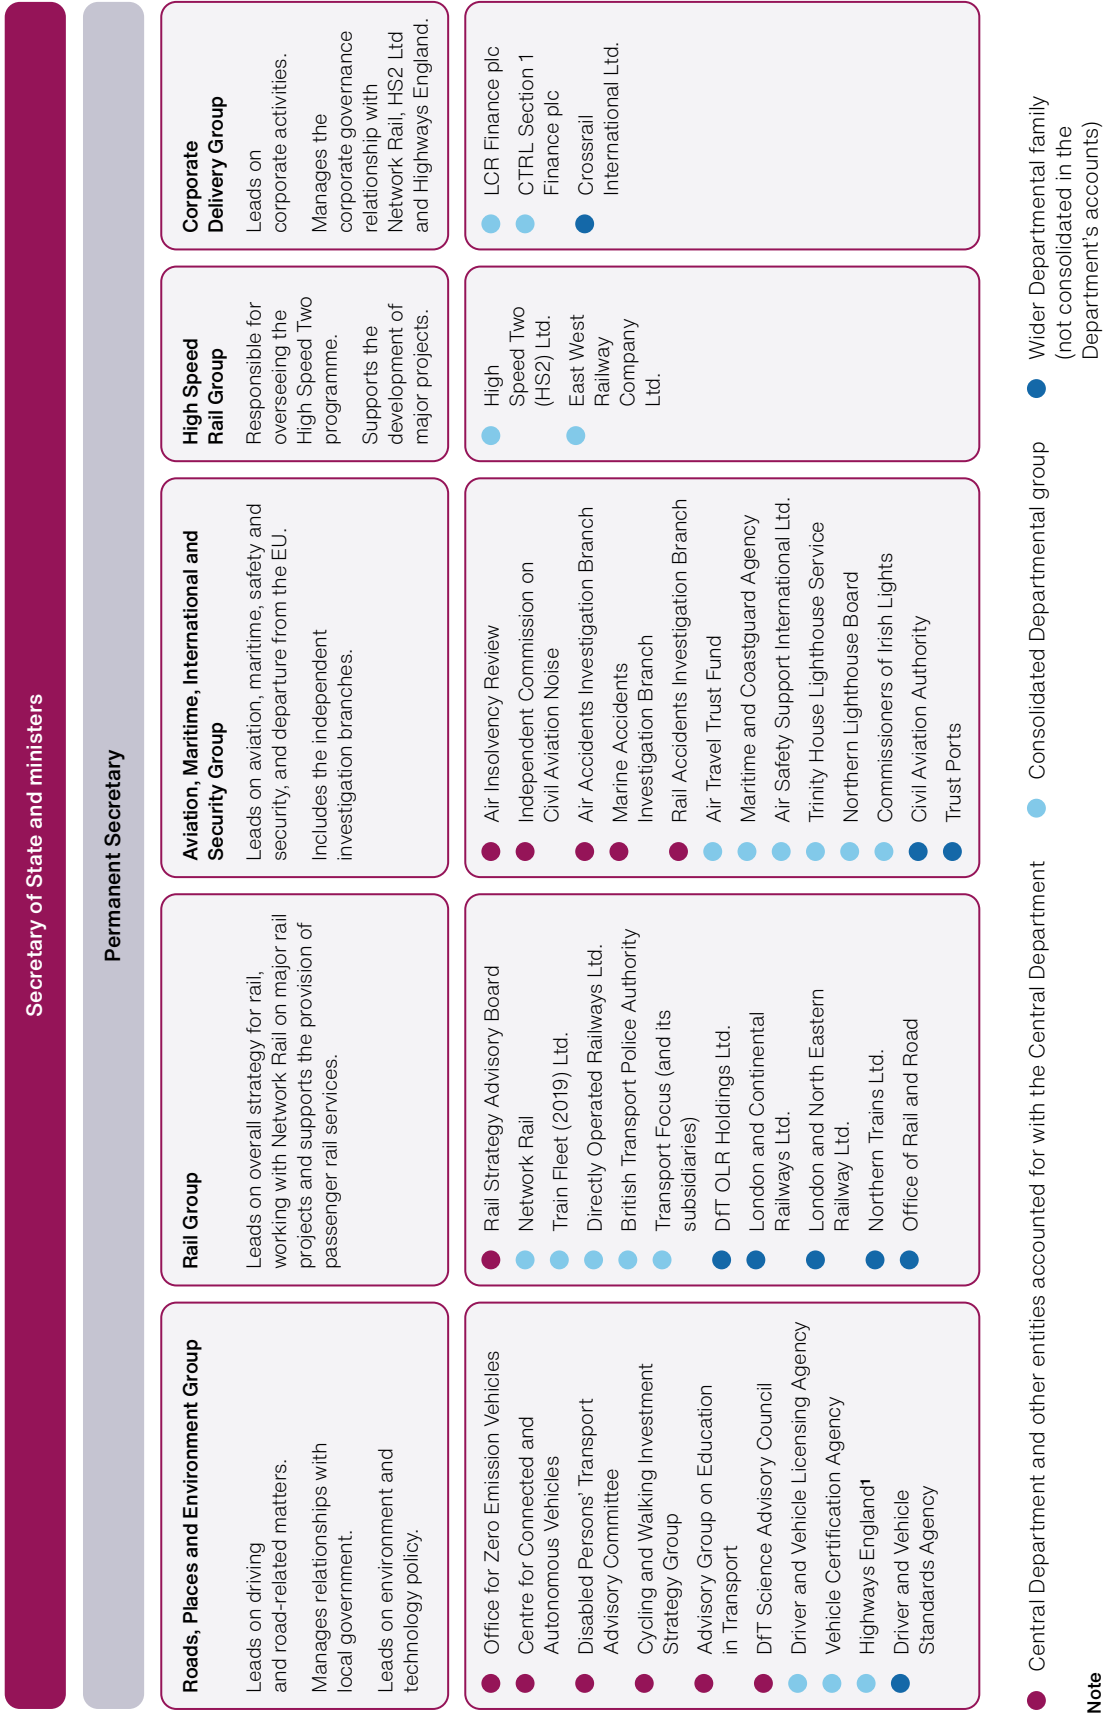 Secretary of State and ministers
Permanent Secretary
Roads, Places and Environment Group
Leads on driving
and road-related matters.
Manages relationships with
local government.
Leads on environment and
technology policy.
Rail Group
Leads on overall strategy for rail,
working with Network Rail on major rail
projects and supports the provision of
passenger rail services.
Aviation, Maritime, International and
Security Group
Leads on aviation, maritime, safety and
security, and departure from the EU.
Includes the independent
investigation branches.
High Speed
Rail Group
Responsible for
overseeing the
High Speed Two
programme.
Supports the
development of
major projects.
Corporate
Delivery Group
Leads on
corporate activities.
Manages the
corporate governance
relationship with
Network Rail, HS2 Ltd
and Highways England.
Office for Zero Emission Vehicles
Centre for Connected and
Autonomous Vehicles
Disabled Persons’ Transport
Advisory Committee
Cycling and Walking Investment
Strategy Group
Advisory Group on Education
in Transport
DfT Science Advisory Council
Driver and Vehicle Licensing Agency
Vehicle Certification Agency
Highways England¹
Driver and Vehicle
Standards Agency
Rail Strategy Advisory Board
Network Rail
Train Fleet (2019) Ltd.
Directly Operated Railways Ltd.
British Transport Police Authority
Transport Focus (and its
subsidiaries)
DfT OLR Holdings Ltd.
London and Continental
Railways Ltd.
London and North Eastern
Railway Ltd.
Northern Trains Ltd.
Office of Rail and Road
Air Insolvency Review
Independent Commission on
Civil Aviation Noise
Air Accidents Investigation Branch
Marine Accidents
Investigation Branch
Rail Accidents Investigation Branch
Air Travel Trust Fund
Maritime and Coastguard Agency
Air Safety Support International Ltd.
Trinity House Lighthouse Service
Northern Lighthouse Board
Commissioners of Irish Lights
Civil Aviation Authority
Trust Ports
High
Speed Two
(HS2) Ltd.
East West
Railway
Company
Ltd.
LCR Finance plc
CTRL Section 1
Finance plc
Crossrail
International Ltd.
Central Department and other entities accounted for with the Central Department
Consolidated Departmental group
Wider Departmental family
(not consolidated in the
Department’s accounts)
Note